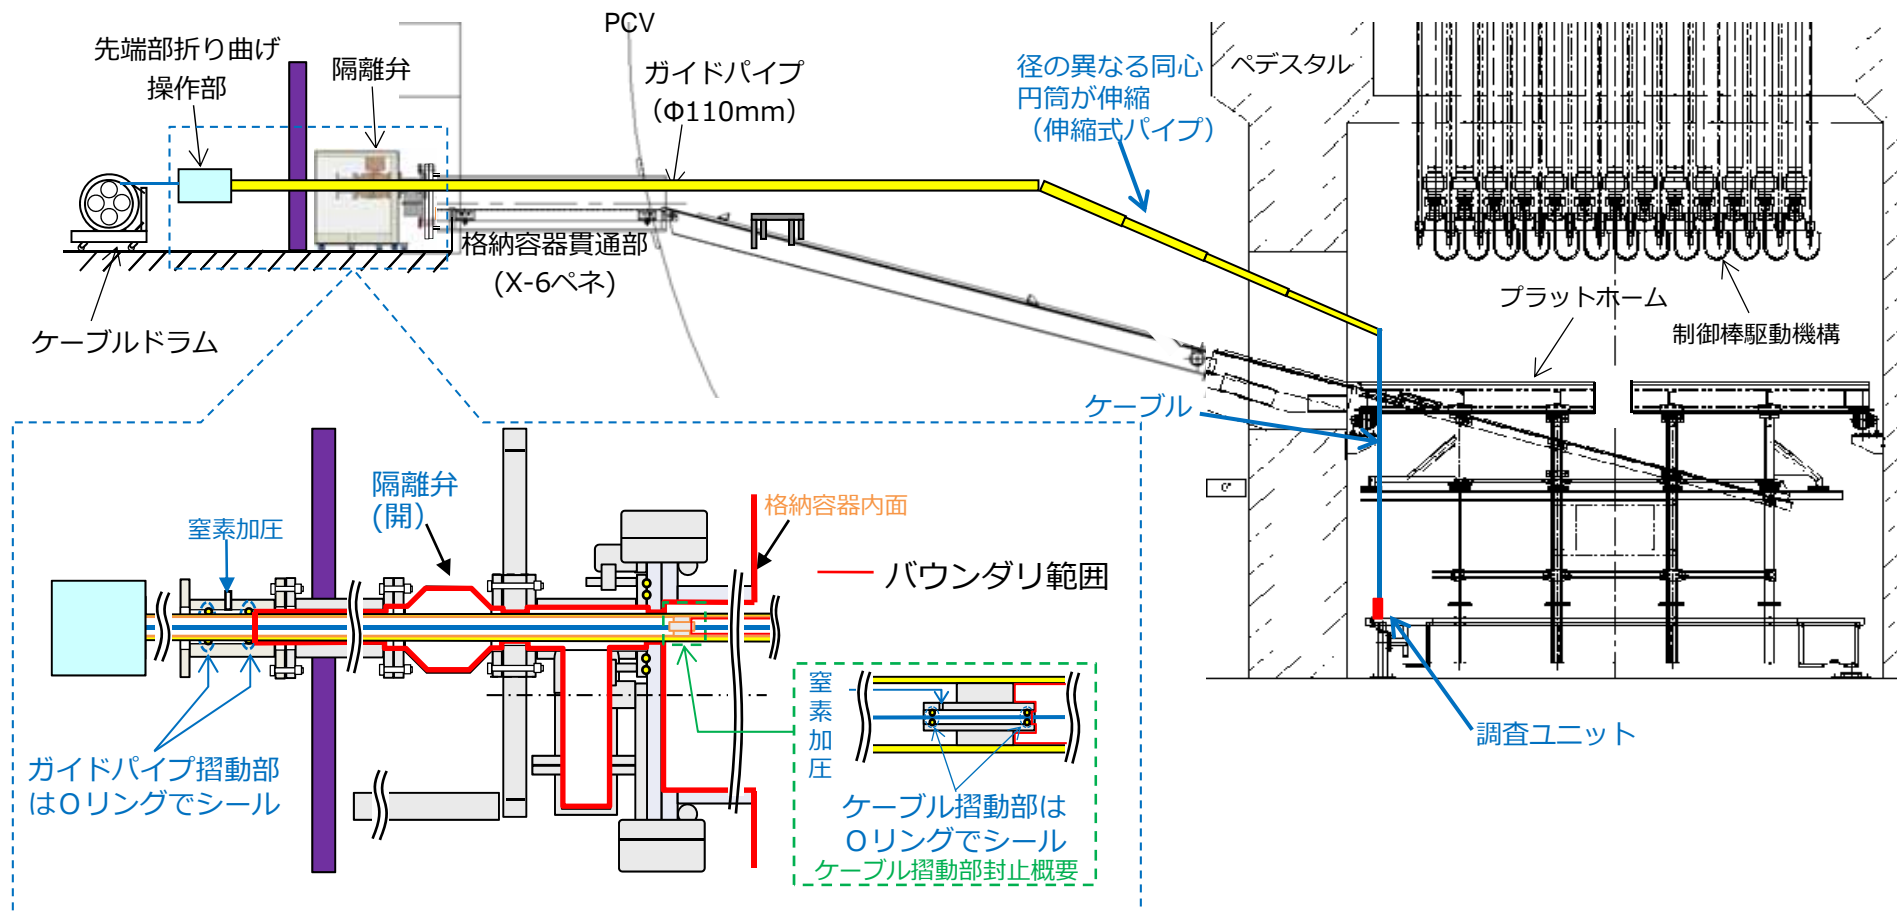 PCV
先端部折り曲げ
操作部
隔離弁
ガイドパイプ
（Φ110mm）
径の異なる同心
円筒が伸縮
（伸縮式パイプ）
ペデスタル
格納容器貫通部
(X-6ペネ)
ケーブルドラム
プラットホーム
制御棒駆動機構
ケーブル
隔離弁
(開)
窒素加圧
格納容器内面
バウンダリ範囲
ガイドパイプ摺動部
はＯリングでシール
窒素加圧
ケーブル摺動部は
Ｏリングでシール
ケーブル摺動部封止概要
調査ユニット